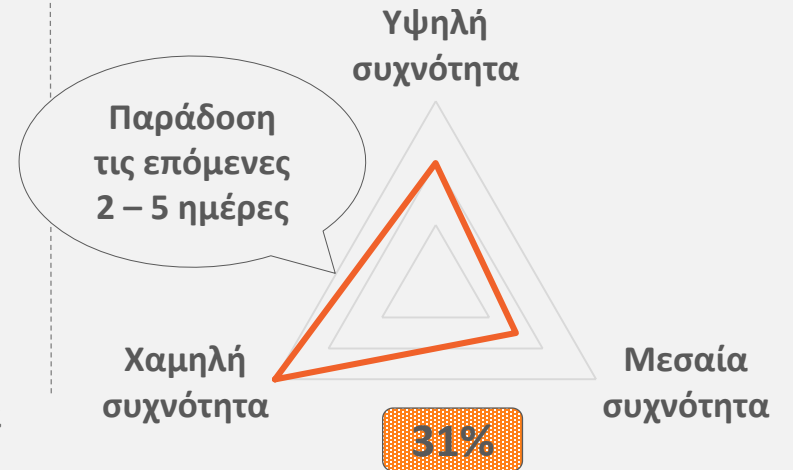 Υψηλή
συχνότητα
Παράδοση
τις επόμενες
2 – 5 ημέρες
Χαμηλή
συχνότητα
Μεσαία
συχνότητα
31%